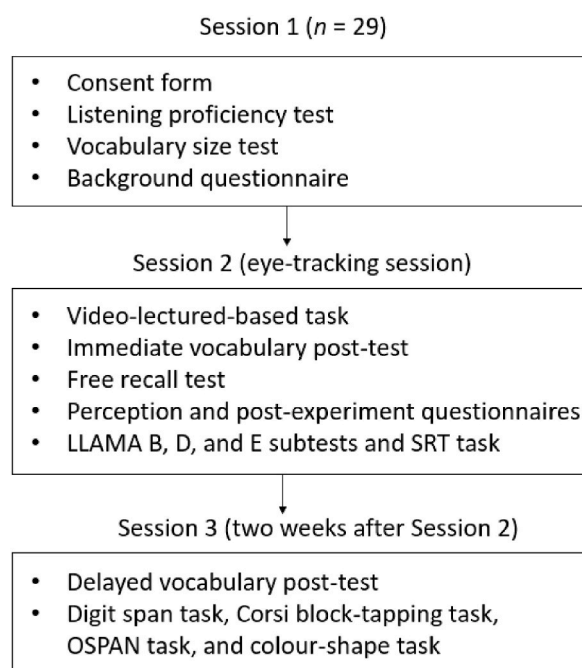 Session 1 (n = 29)
• Consent form
• Listening proficiency test
• Vocabulary size test
• Background questionnaire
Session 2 (eye-tracking session)
• Video-lectured-based task
• Immediate vocabulary post-test
• Free recall test
• Perception and post-experiment questionnaires
• LLAMA B, D, and E subtests and SRT task
Session 3 (two weeks after Session 2)
• Delayed vocabulary post-test
• Digit span task, Corsi block-tapping task,
OSPAN task, and colour-shape task